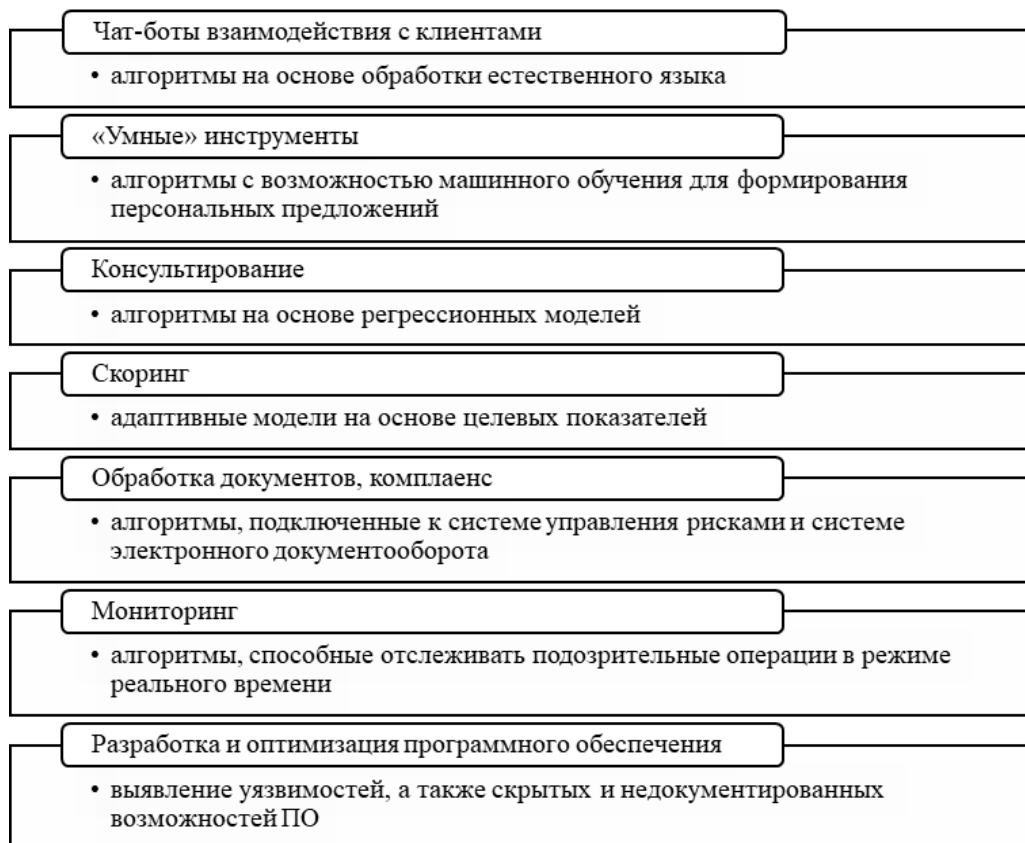 Чат-боты взаимодействия с клиентами
• алгоритмы на основе обработки естественного языка
«Умные» инструменты
• алгоритмы с возможностью машинного обучения для формирования
персональных предложений
Консультирование
• алгоритмы на основе регрессионных моделей
Скоринг
• адаптивные модели на основе целевых показателей
Обработка документов, комплаенс
• алгоритмы, подключенные к системе управления рисками и системе
электронного документооборота
Мониторинг
• алгоритмы, способные отслеживать подозрительные операции в режиме
реального времени
Разработка и оптимизация программного обеспечения
• выявление уязвимостей, а также скрытых и недокументированных
возможностей ПО